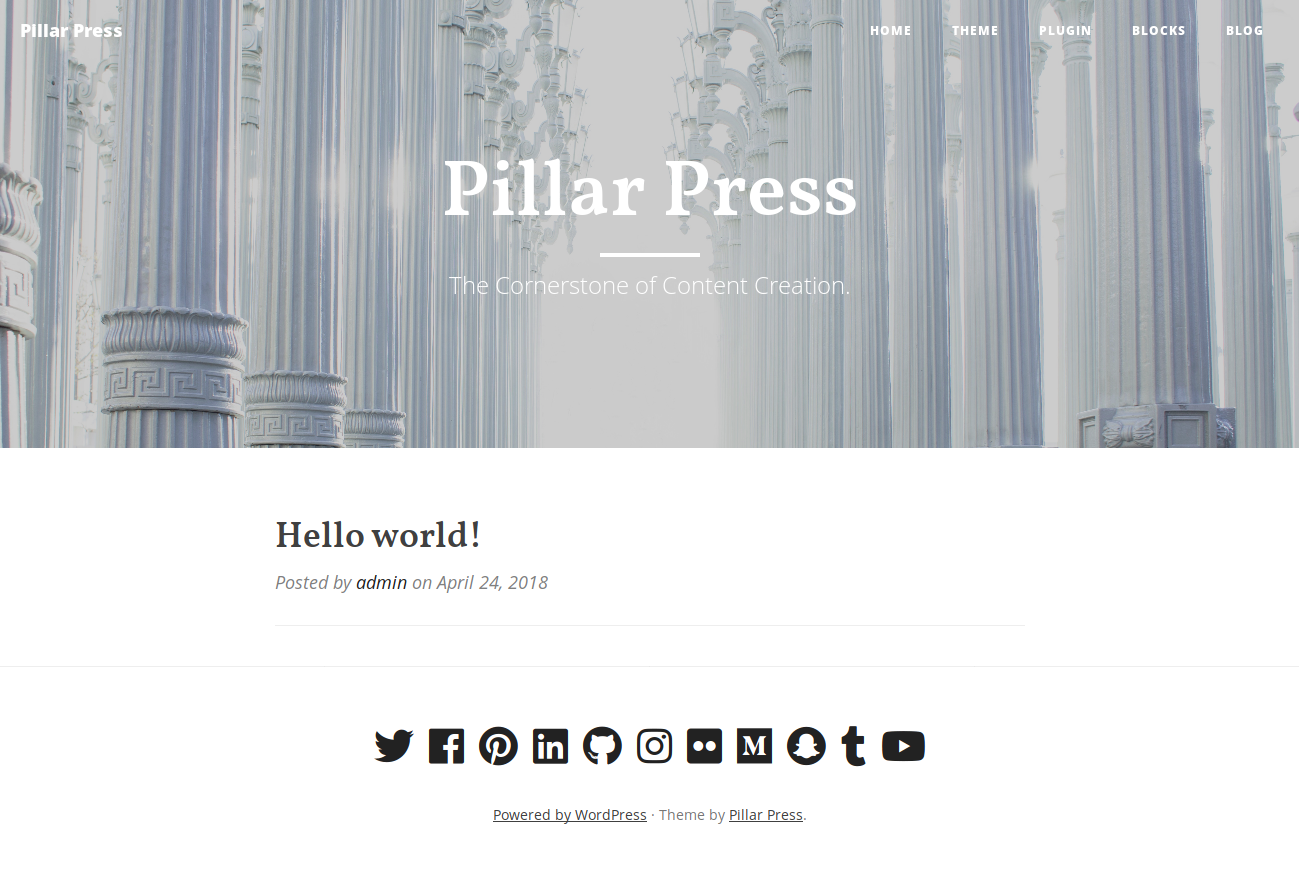 Pillar Press
HOME THEME PLUGIN BLOCKS BLOG
Pillar Press
The Cornerstone of Content Creation.
Hello world!
Posted by admin on April 24, 2018
Powered by WordPress · Theme by Pillar Press.